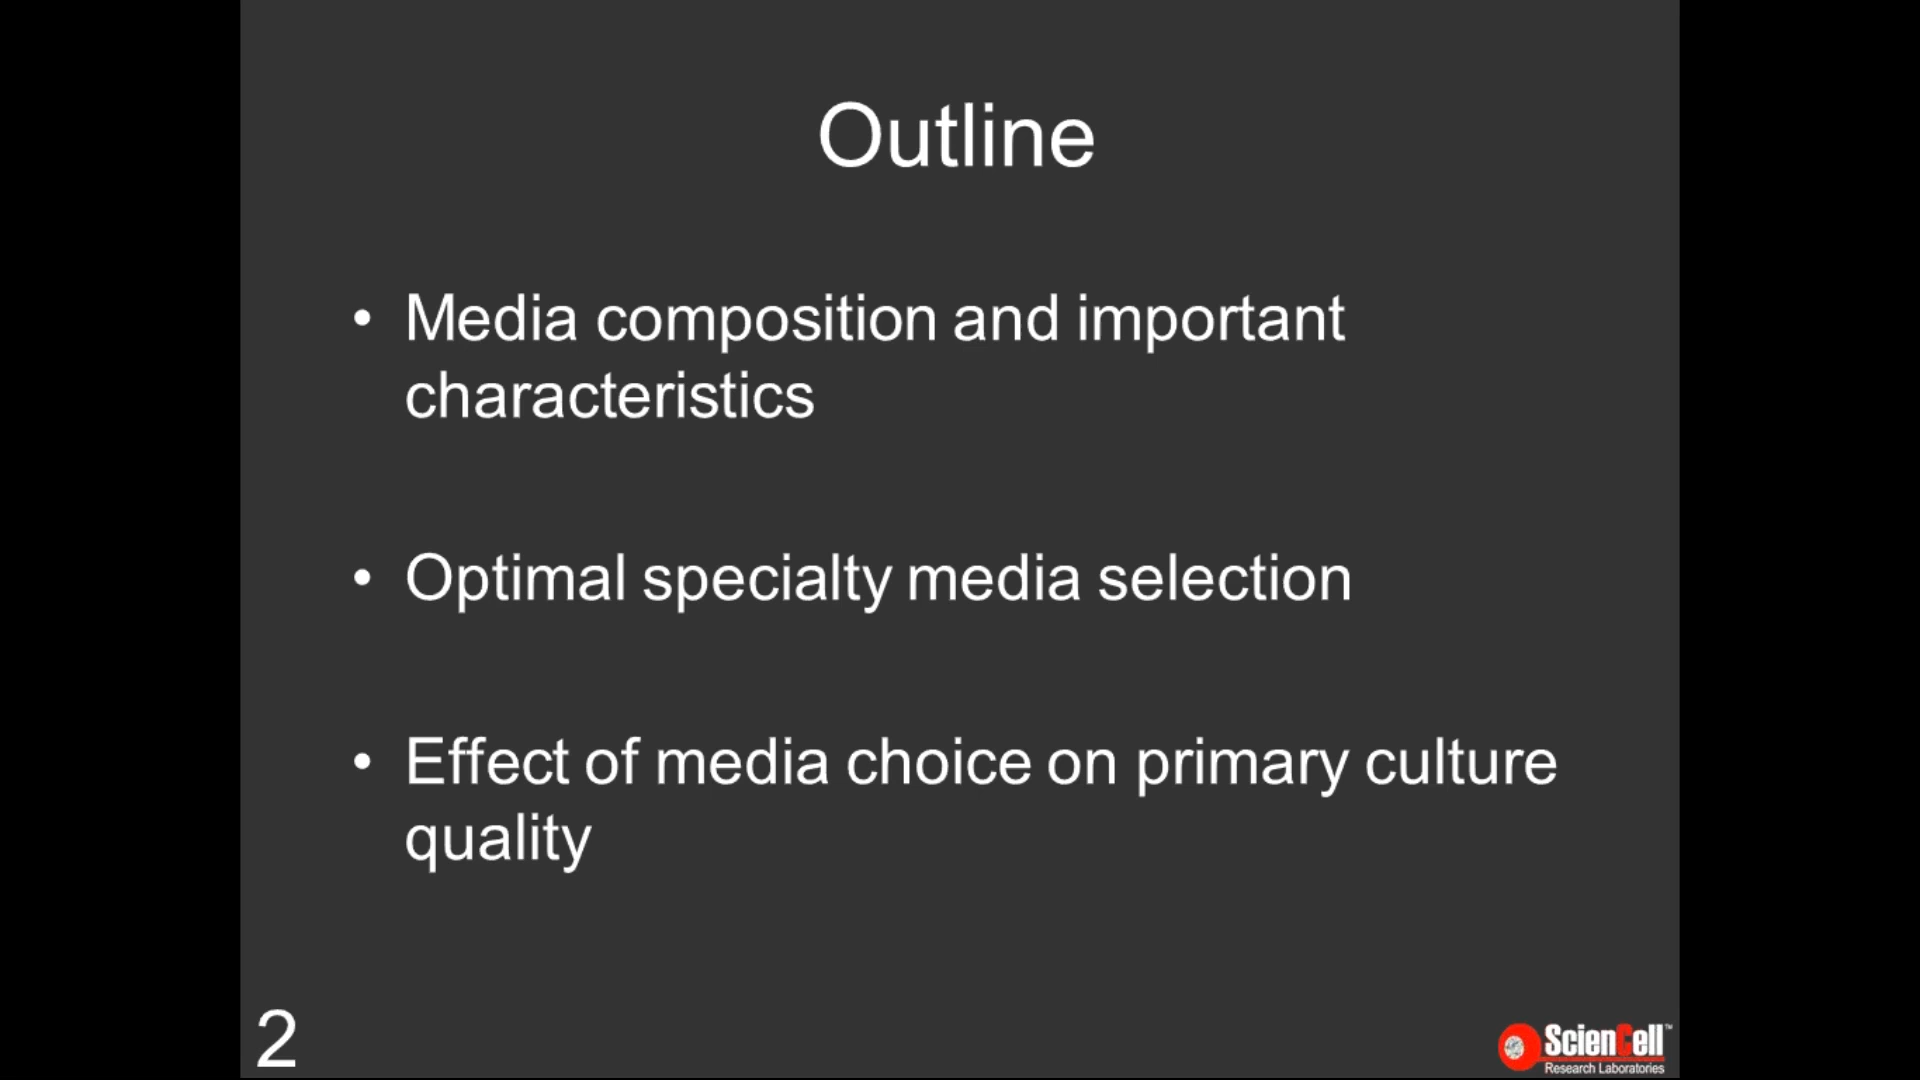 Outline
• Media composition and important
characteristics
• Optimal specialty media selection
• Effect of media choice on primary culture
quality
2
ScienCell™
Research Laboratories